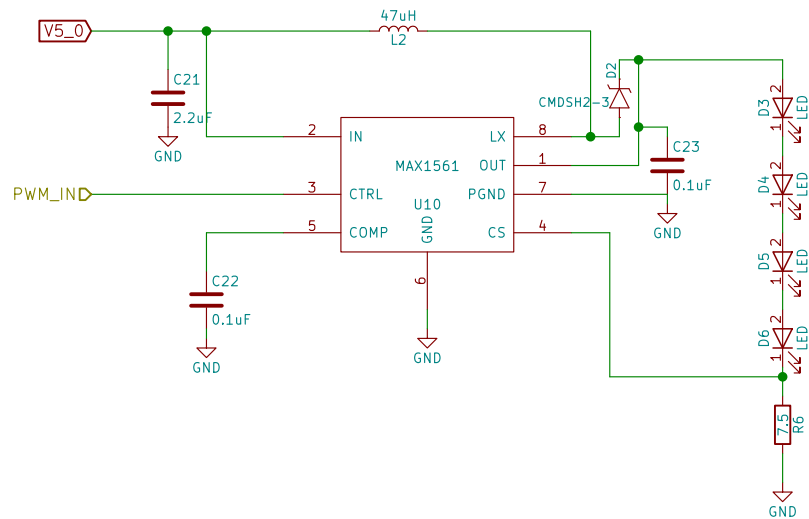 V5_0
47uH
L2
C21
2.2uF
GND
D2
CMDSH2-3
D3
2
1
LED
2
IN
LX
8
MAX1561
OUT
1
C23
0.1uF
GND
PWM_IN
3
CTRL
PGND
7
U10
D4
2
1
LED
5
COMP
GND
CS
4
6
GND
C22
0.1uF
GND
D5
2
1
LED
D6
2
1
LED
7.5
R6
GND